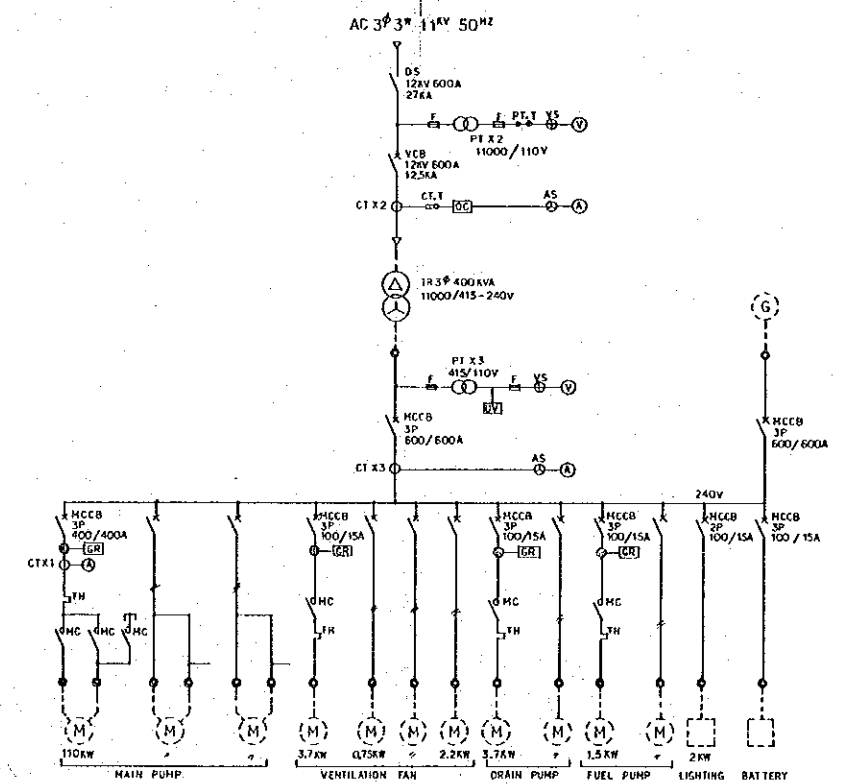 AC 3φ 3W 11KV 50HZ
DS
12KV 600A
27KA
F F PT.T VS V
PT X2
11000/110V
VCB
12KV 600A
12.5KA
CT X2 CT.T OC AS A
TR 3φ 400KVA
11000/415-240V
G
PT X3
415/110V
F F VS V
UV
MCCB
3P
600/600A
MCCB
3P
600/600A
CT X3 AS A
240V
MCCB
3P
400/400A
MCCB
3P
100/15A
MCCB
3P
100/15A
MCCB
3P
100/15A
MCCB
2P
100/15A
MCCB
3P
100/15A
GR GR GR GR
CTX1 A
TH
MC MC MC
MC MC MC
TH TH TH
M M M M M M M M M M M
110KW 〃 〃 3.7KW 0.75KW 〃 2.2KW 3.7KW 〃 1.5KW 〃 2KW
MAIN PUMP. VENTILATION FAN DRAIN PUMP FUEL PUMP LIGHTING BATTERY